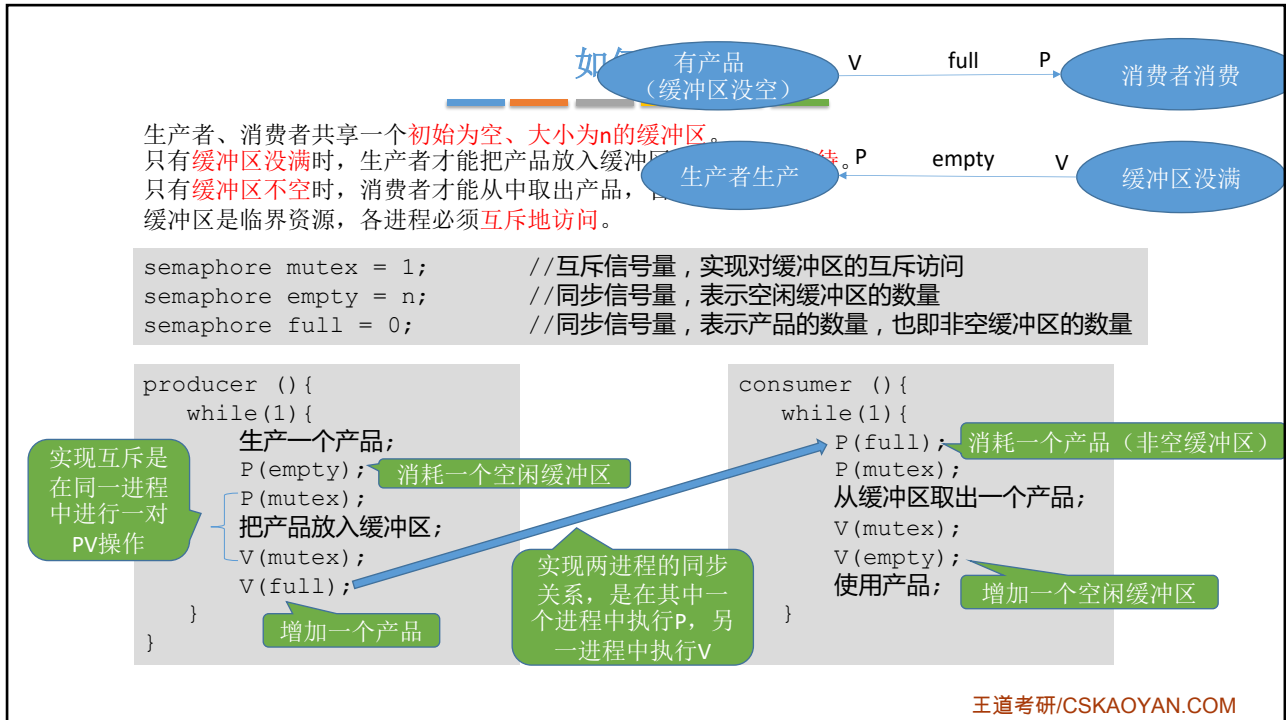 如何
有产品
（缓冲区没空）
V full P
消费者消费
生产者、消费者共享一个初始为空、大小为n的缓冲区。
只有缓冲区没满时，生产者才能把产品放入缓冲区
待。
只有缓冲区不空时，消费者才能从中取出产品，
缓冲区是临界资源，各进程必须互斥地访问。
生产者生产
P empty V
缓冲区没满
semaphore mutex = 1; //互斥信号量，实现对缓冲区的互斥访问
semaphore empty = n; //同步信号量，表示空闲缓冲区的数量
semaphore full = 0; //同步信号量，表示产品的数量，也即非空缓冲区的数量
producer (){
while(1){
生产一个产品;
P(empty);
P(mutex);
把产品放入缓冲区;
V(mutex);
V(full);
}
}
实现互斥是
在同一进程
中进行一对
PV操作
消耗一个空闲缓冲区
增加一个产品
实现两进程的同步
关系，是在其中一
个进程中执行P，另
一进程中执行V
consumer (){
while(1){
P(full);
P(mutex);
从缓冲区取出一个产品;
V(mutex);
V(empty);
使用产品;
}
}
消耗一个产品（非空缓冲区）
增加一个空闲缓冲区
王道考研/CSKAOYAN.COM